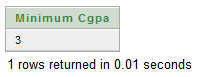 Minimum Cgpa
3
1 rows returned in 0.01 seconds